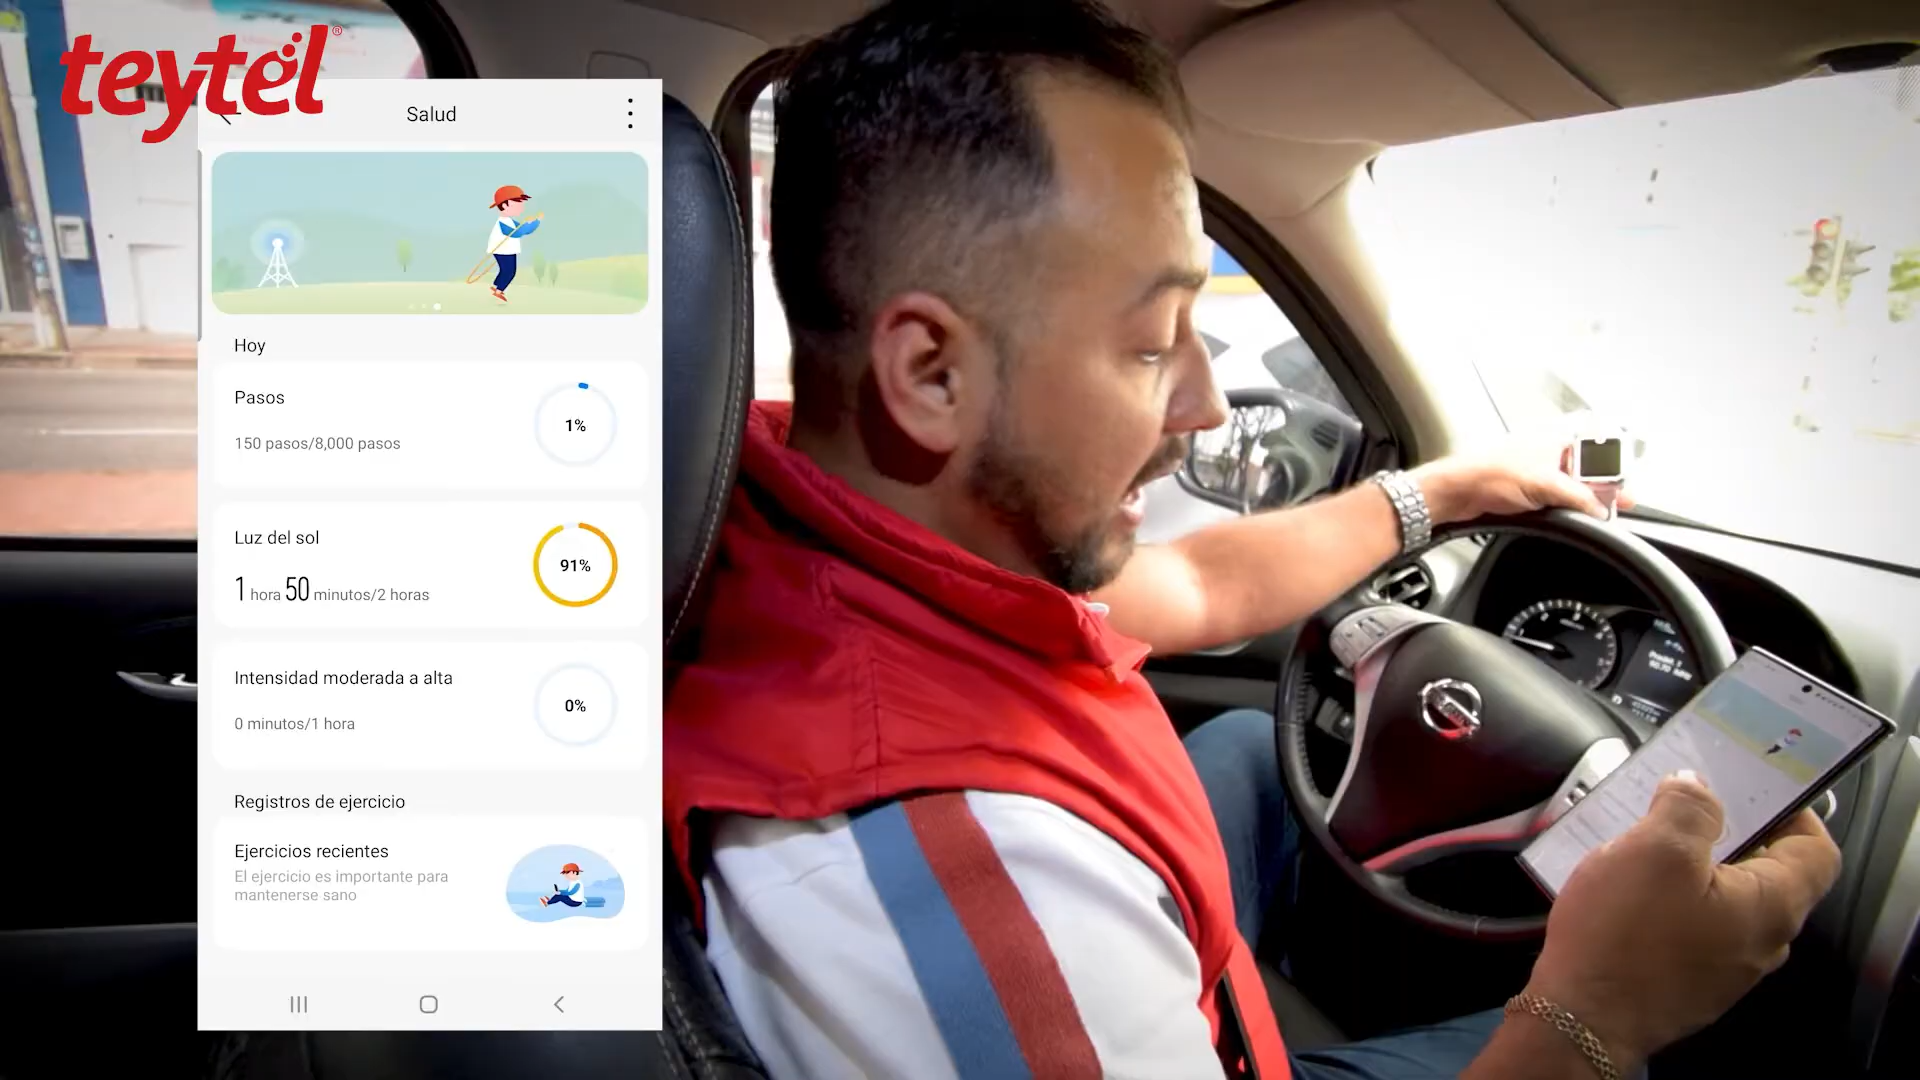 teytel®
Salud
Hoy
Pasos
1%
150 pasos/8,000 pasos
Luz del sol
91%
1 hora 50 minutos/2 horas
Intensidad moderada a alta
0%
0 minutos/1 hora
Registros de ejercicio
Ejercicios recientes
El ejercicio es importante para
mantenerse sano